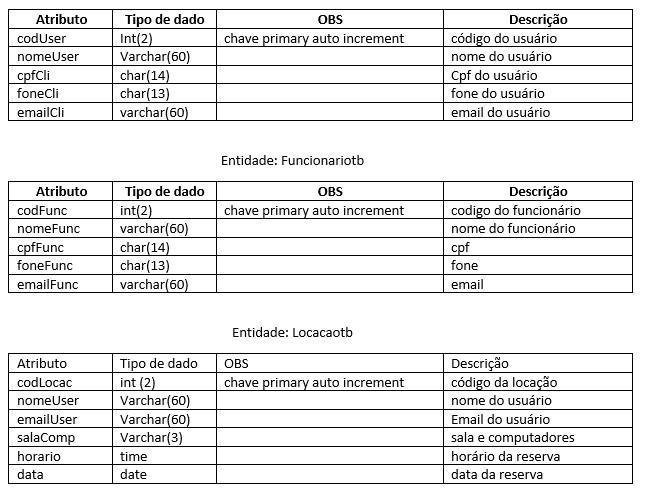 Atributo Tipo de dado OBS Descrição
codUser Int(2) chave primary auto increment código do usuário
nomeUser Varchar(60) nome do usuário
cpfCli char(14) Cpf do usuário
foneCli char(13) fone do usuário
emailCli varchar(60) email do usuário
Entidade: Funcionariotb
Atributo Tipo de dado OBS Descrição
codFunc int(2) chave primary auto increment codigo do funcionário
nomeFunc varchar(60) nome do funcionário
cpfFunc char(14) cpf
foneFunc char(13) fone
emailFunc varchar(60) email
Entidade: Locacaotb
Atributo Tipo de dado OBS Descrição
codLocac int (2) chave primary auto increment código da locação
nomeUser Varchar(60) nome do usuário
emailUser Varchar(60) Email do usuário
salaComp Varchar(3) sala e computadores
horario time horário da reserva
data date data da reserva